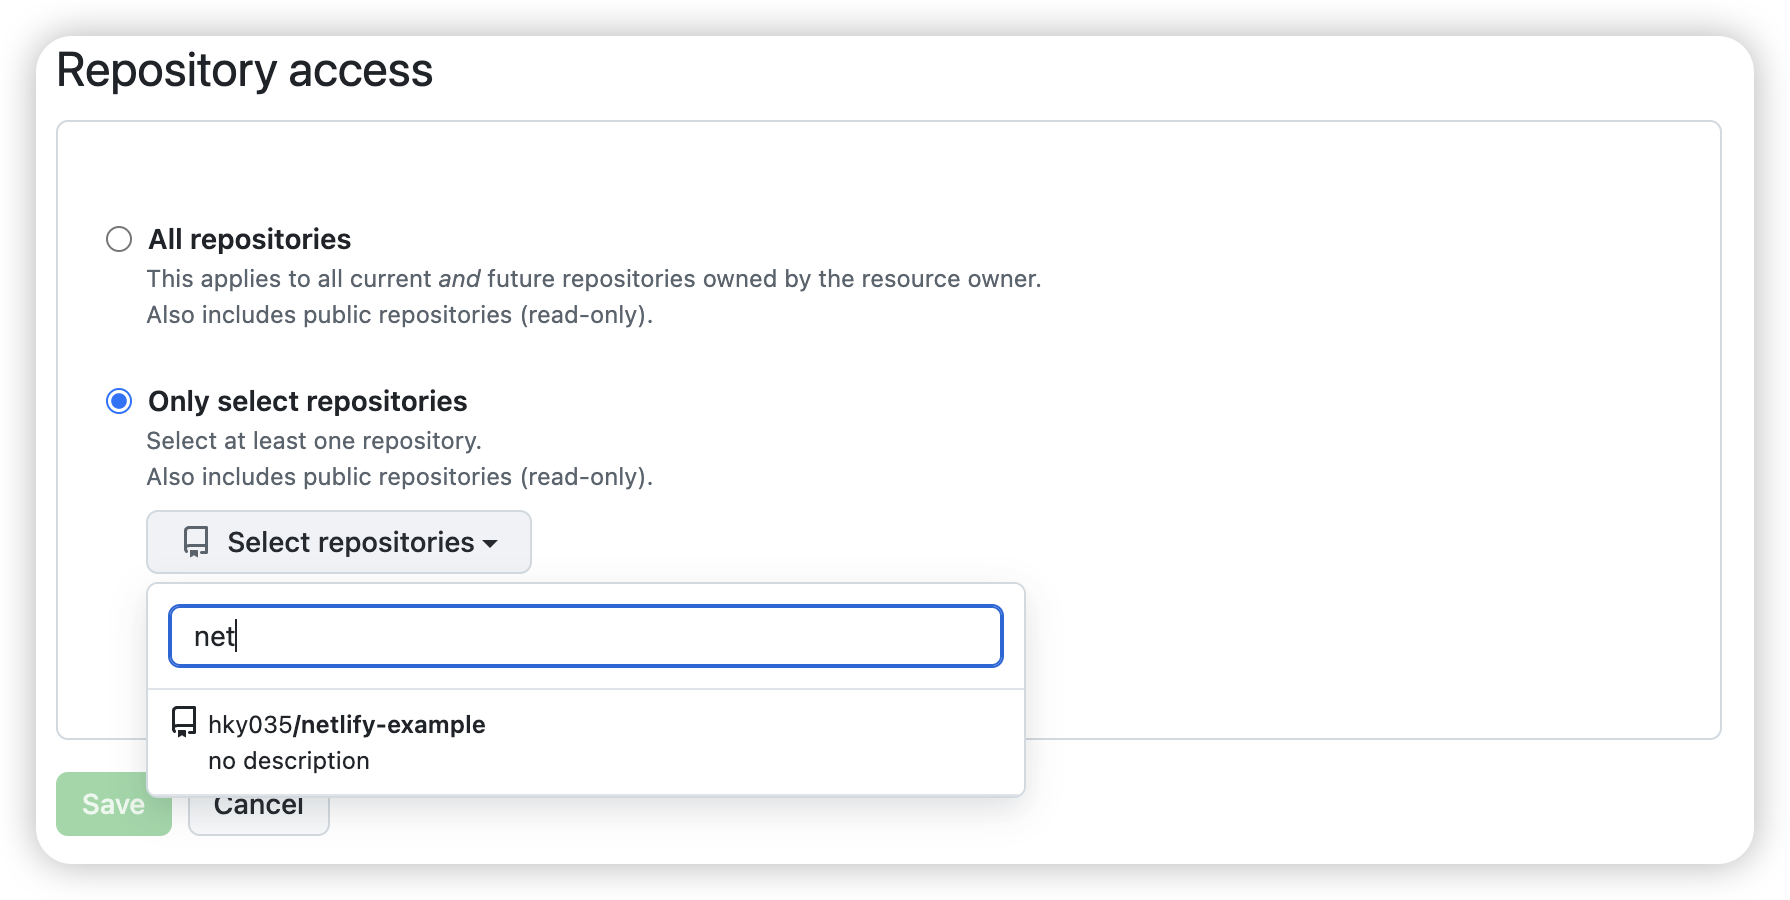 Repository access
All repositories
This applies to all current and future repositories owned by the resource owner.
Also includes public repositories (read-only).
Only select repositories
Select at least one repository.
Also includes public repositories (read-only).
Select repositories
net
hky035/netlify-example
no description
Save
Cancel